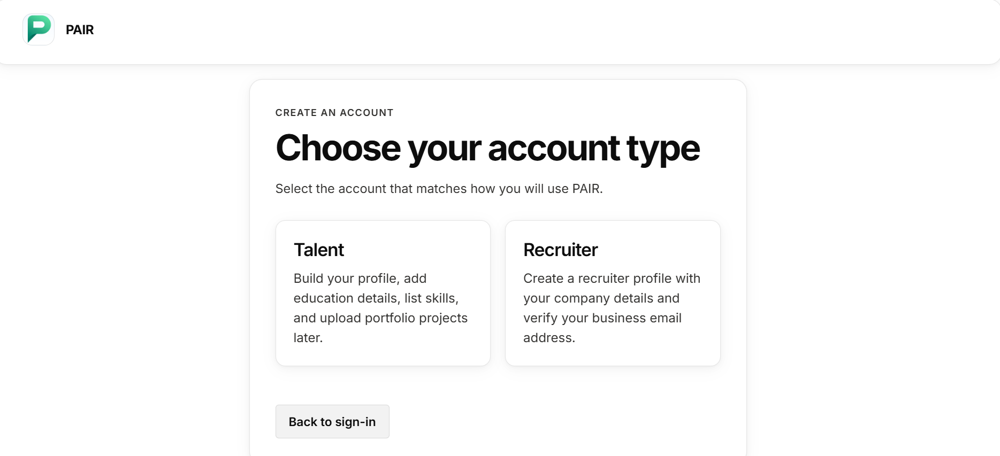 PAIR
CREATE AN ACCOUNT
Choose your account type
Select the account that matches how you will use PAIR.
Talent
Build your profile, add
education details, list skills,
and upload portfolio projects
later.
Recruiter
Create a recruiter profile with
your company details and
verify your business email
address.
Back to sign-in